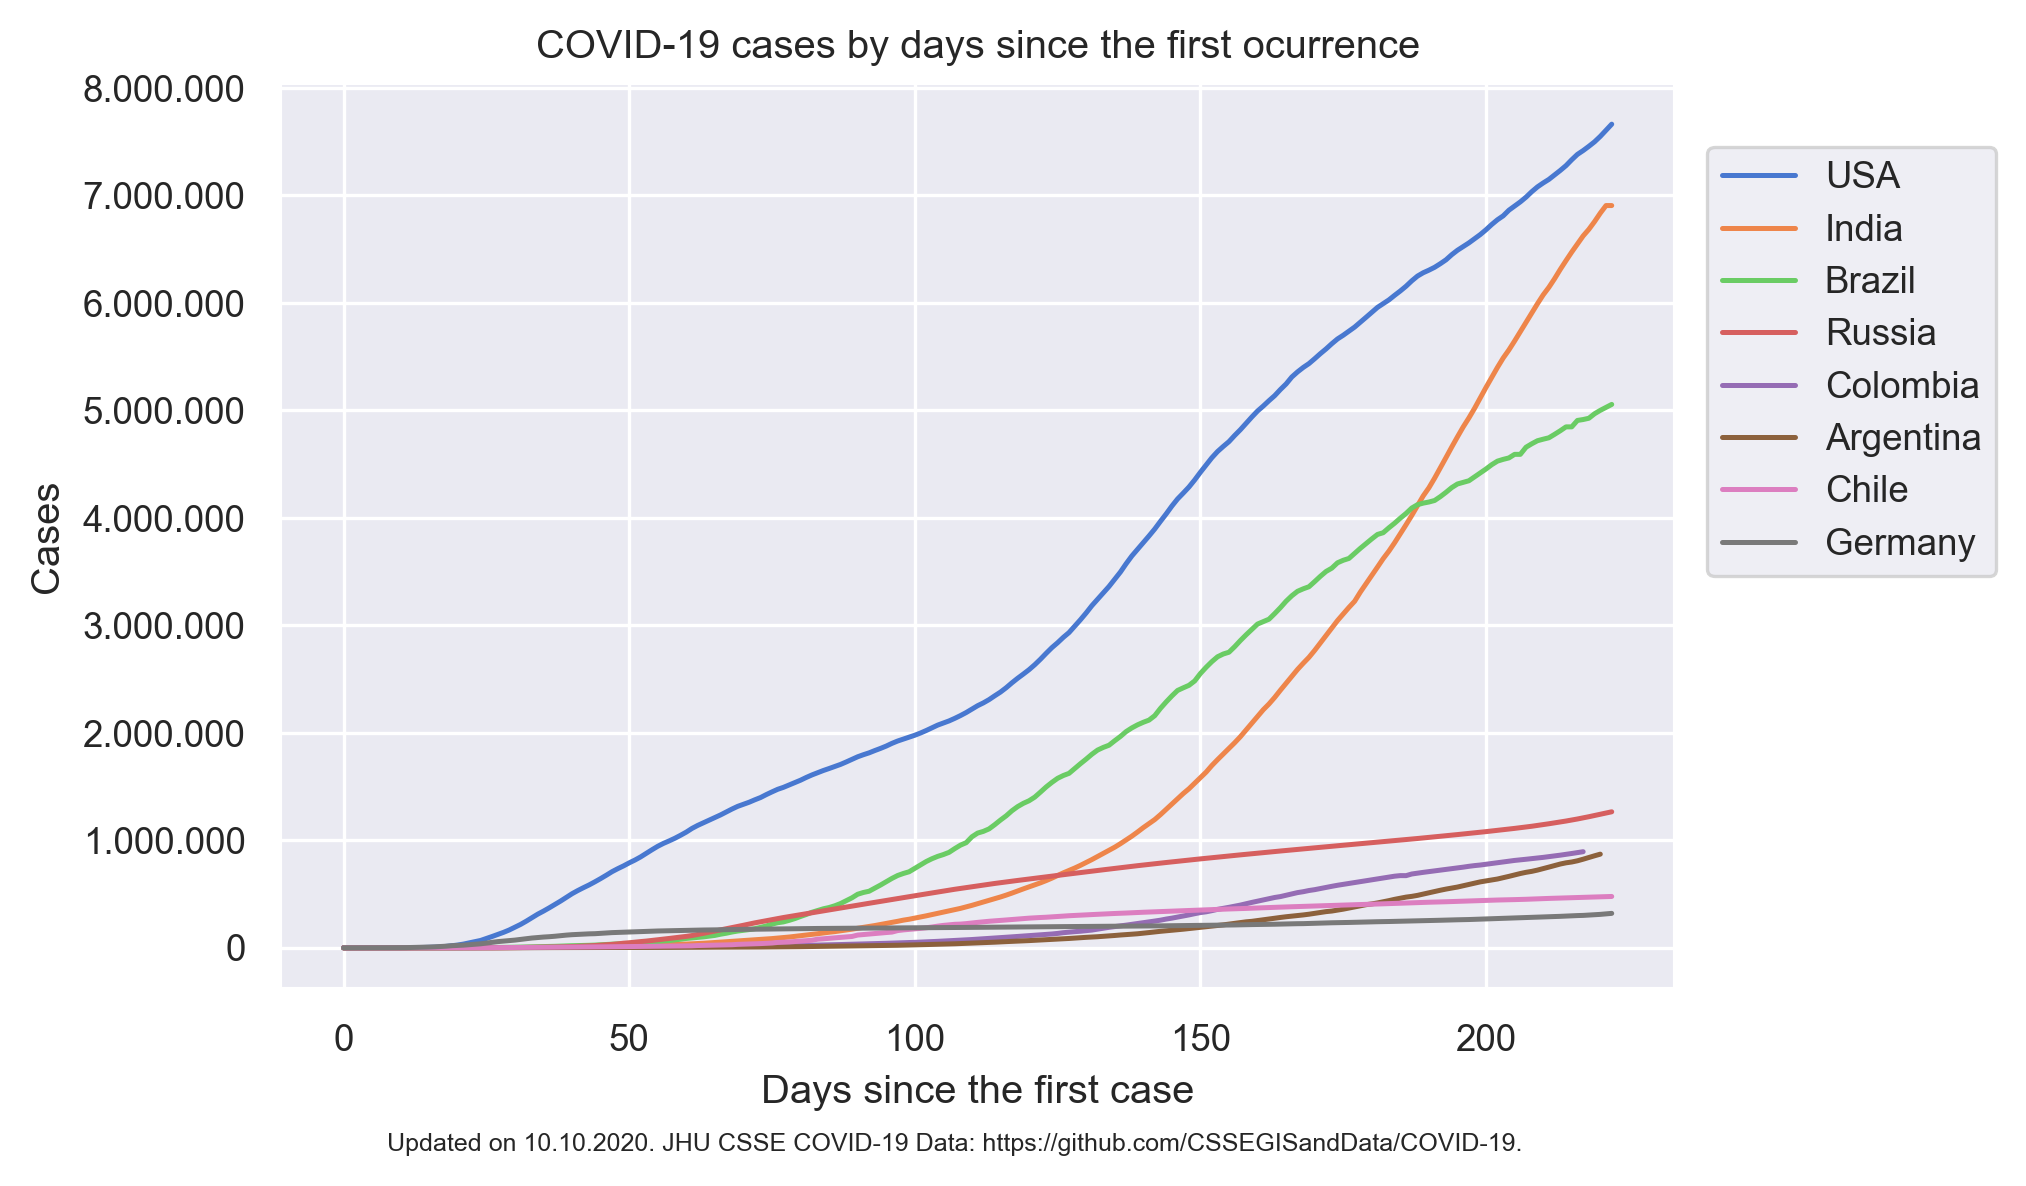 COVID-19 cases by days since the first ocurrence
8.000.000
7.000.000
6.000.000
5.000.000
4.000.000
3.000.000
2.000.000
1.000.000
0
Cases
0 50 100 150 200
Days since the first case
USA
India
Brazil
Russia
Colombia
Argentina
Chile
Germany
Updated on 10.10.2020. JHU CSSE COVID-19 Data: https://github.com/CSSEGISandData/COVID-19.